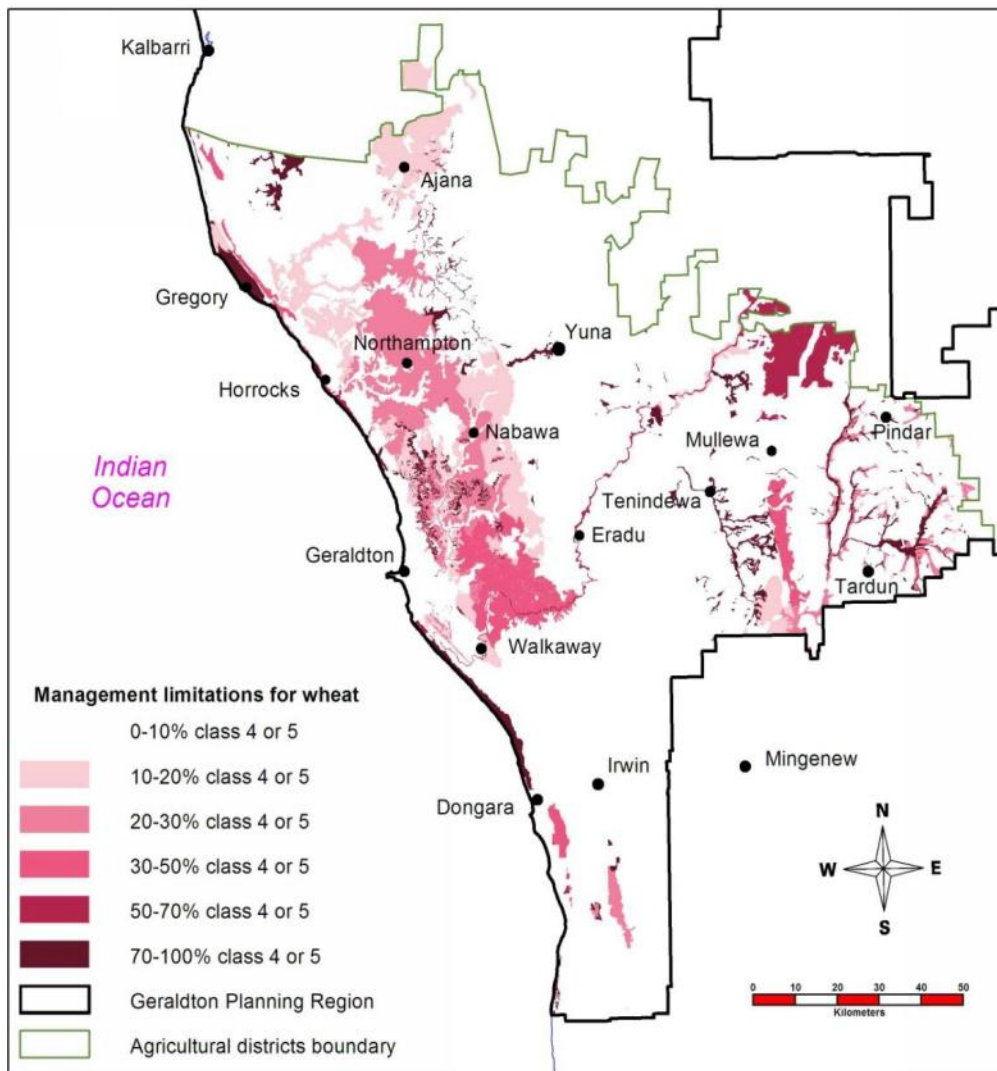 Kalbarri
Ajana
Gregory
Northampton
Yuna
Horrocks
Nabawa
Mullewa
Pindar
Indian
Ocean
Tenindewa
Eradu
Geraldton
Tardun
Walkaway
Management limitations for wheat
0-10% class 4 or 5
10-20% class 4 or 5
20-30% class 4 or 5
30-50% class 4 or 5
50-70% class 4 or 5
70-100% class 4 or 5
Geraldton Planning Region
Agricultural districts boundary
Irwin
Mingenew
Dongara
N
W E
S
0 10 20 30 40 50
Kilometers